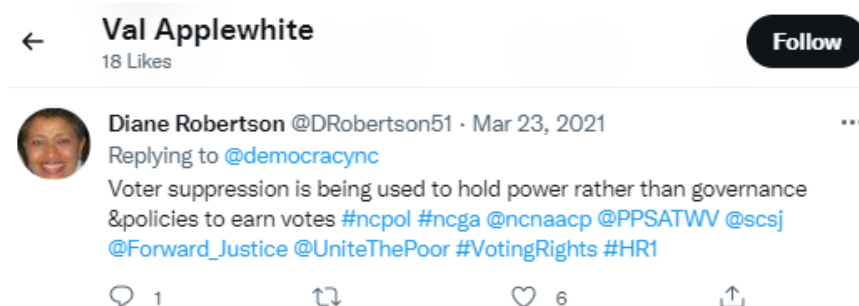 Val Applewhite
18 Likes
Follow
Diane Robertson @DRobertson51 · Mar 23, 2021
Replying to @democracync
Voter suppression is being used to hold power rather than governance
&policies to earn votes #ncpol #ncga @ncnaacp @PPSATWV @scsj
@Forward_Justice @UniteThePoor #VotingRights #HR1
1 6